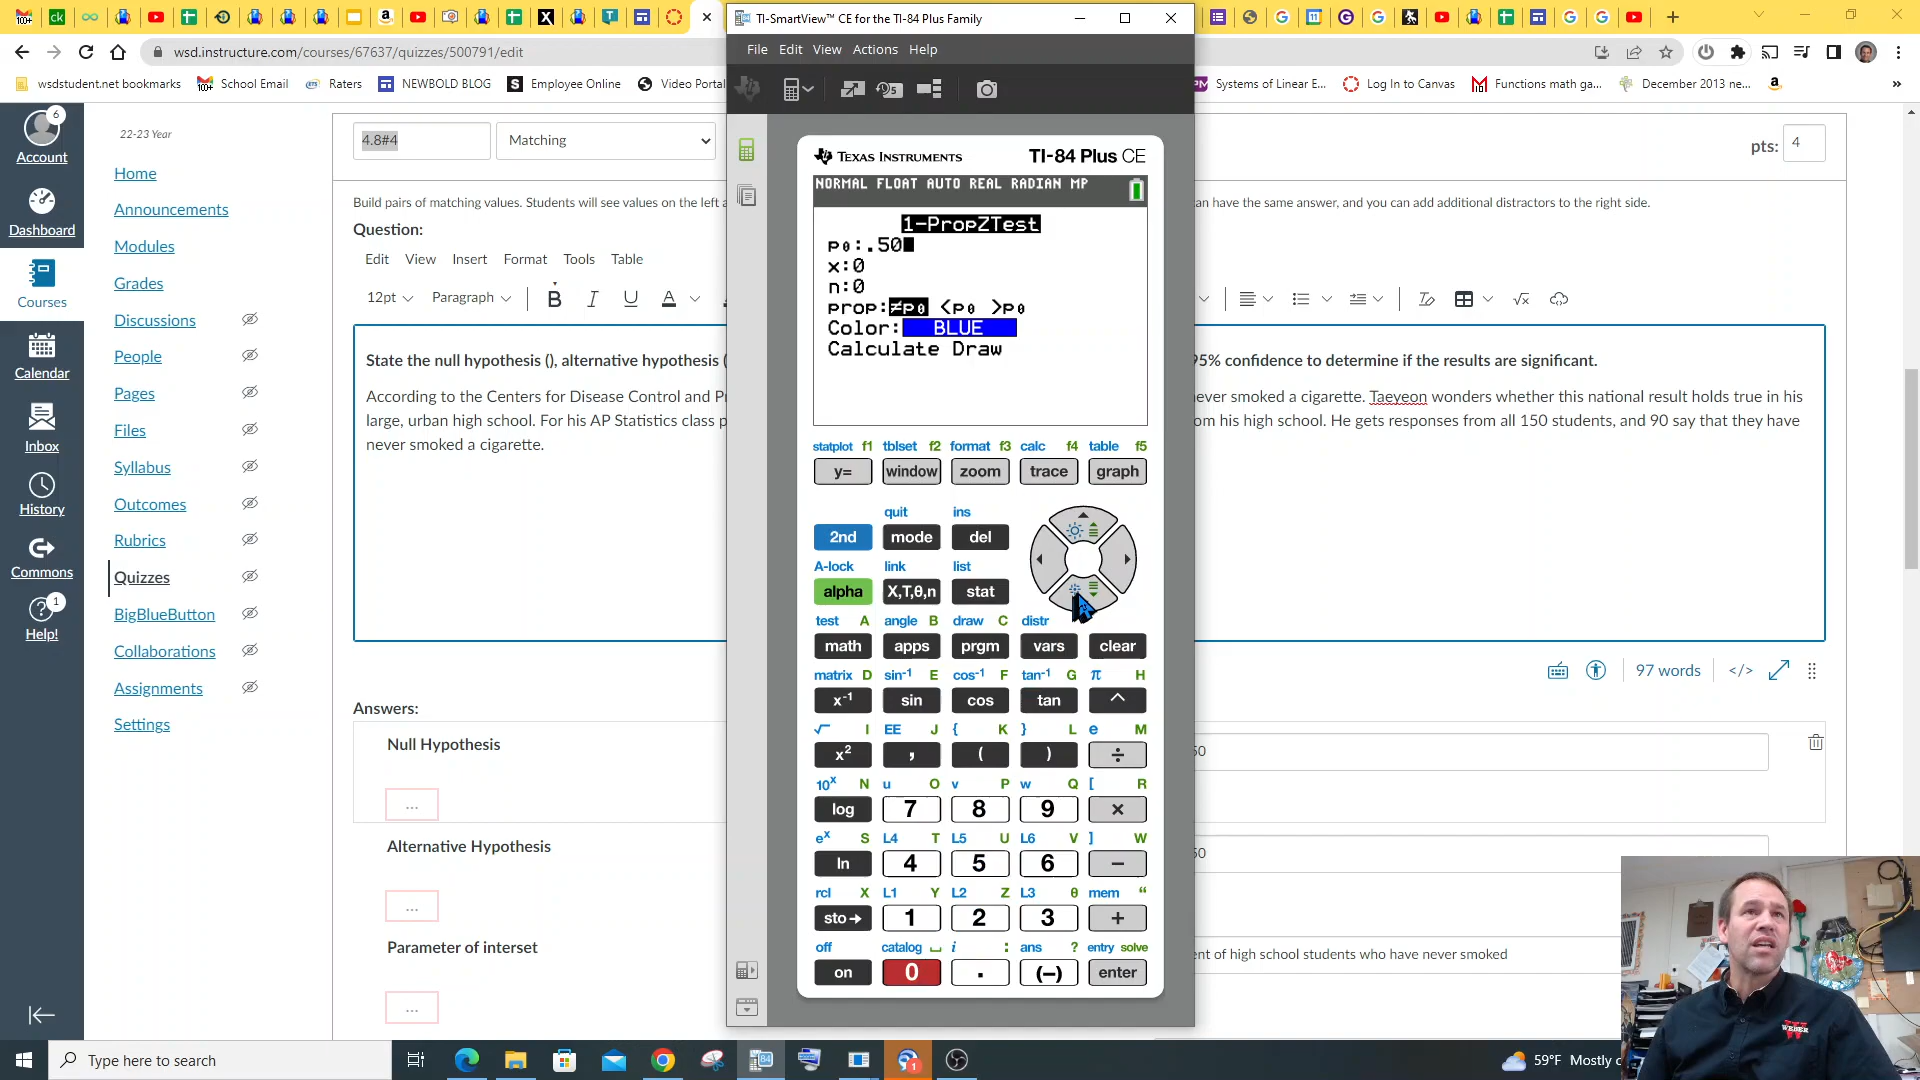 TI-SmartView™ CE for the TI-84 Plus Family
File Edit View Actions Help
wsd.instructure.com/courses/67637/quizzes/500791/edit
wsdstudent.net bookmarks School Email Raters NEWBOLD BLOG Employee Online Video Portal
Systems of Linear E... Log In to Canvas Functions math ga... December 2013 ne...
6
Account
Dashboard
Courses
Calendar
Inbox
History
Commons
1
Help!
22-23 Year
Home
Announcements
Modules
Grades
Discussions
People
Pages
Files
Syllabus
Outcomes
Rubrics
Quizzes
BigBlueButton
Collaborations
Assignments
Settings
4.8#4 Matching pts: 4
Build pairs of matching values. Students will see values on the left a
can have the same answer, and you can add additional distractors to the right side.
Question:
Edit View Insert Format Tools Table
12pt Paragraph B I U A
State the null hypothesis (), alternative hypothesis (
95% confidence to determine if the results are significant.
According to the Centers for Disease Control and Pr
never smoked a cigarette. Taeyeon wonders whether this national result holds true in his
large, urban high school. For his AP Statistics class p
om his high school. He gets responses from all 150 students, and 90 say that they have
never smoked a cigarette.
97 words </>
Answers:
Null Hypothesis
...
50
Alternative Hypothesis
...
50
Parameter of interset
...
nt of high school students who have never smoked
TEXAS INSTRUMENTS TI-84 Plus CE
NORMAL FLOAT AUTO REAL RADIAN MP
1-PropZTest
p₀:.50
x:0
n:0
prop:≠p₀ <p₀ >p₀
Color: BLUE
Calculate Draw
statplot f1 tblset f2 format f3 calc f4 table f5
y= window zoom trace graph
quit ins
2nd mode del
A-lock link list
alpha X,T,θ,n stat
test A angle B draw C distr
math apps prgm vars clear
matrix D sin⁻¹ E cos⁻¹ F tan⁻¹ G π H
x⁻¹ sin cos tan ^
√ I EE J { K } L e M
x² , ( ) ÷
10ˣ N u O v P w Q [ R
log 7 8 9 ×
eˣ S L4 T L5 U L6 V ] W
ln 4 5 6 −
rcl X L1 Y L2 Z L3 θ mem "
sto→ 1 2 3 +
off catalog i : ans ? entry solve
on 0 . (−) enter
WEBER
Type here to search
84
1
59°F Mostly c